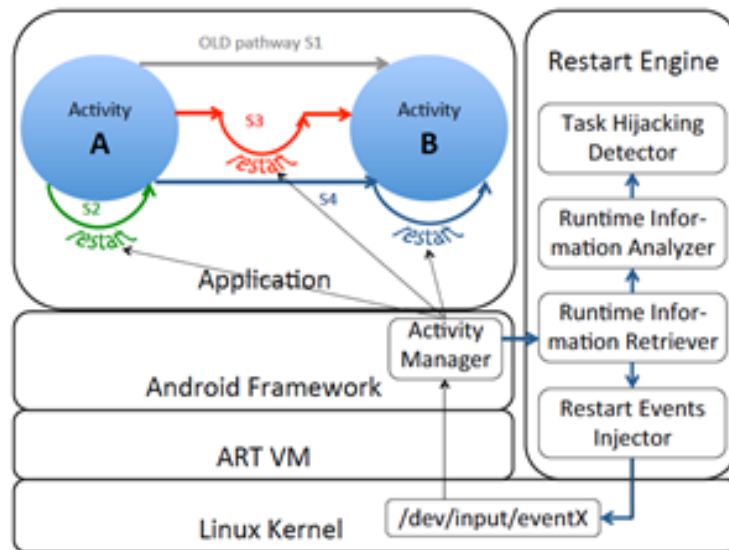 OLD pathway S1
Restart Engine
Activity
A
S3
restart
Activity
B
S2
restart
S4
restart
Application
Task Hijacking
Detector
Runtime Infor-
mation Analyzer
Runtime Infor-
mation Retriever
Restart Events
Injector
Activity
Manager
Android Framework
ART VM
Linux Kernel
/dev/input/eventX